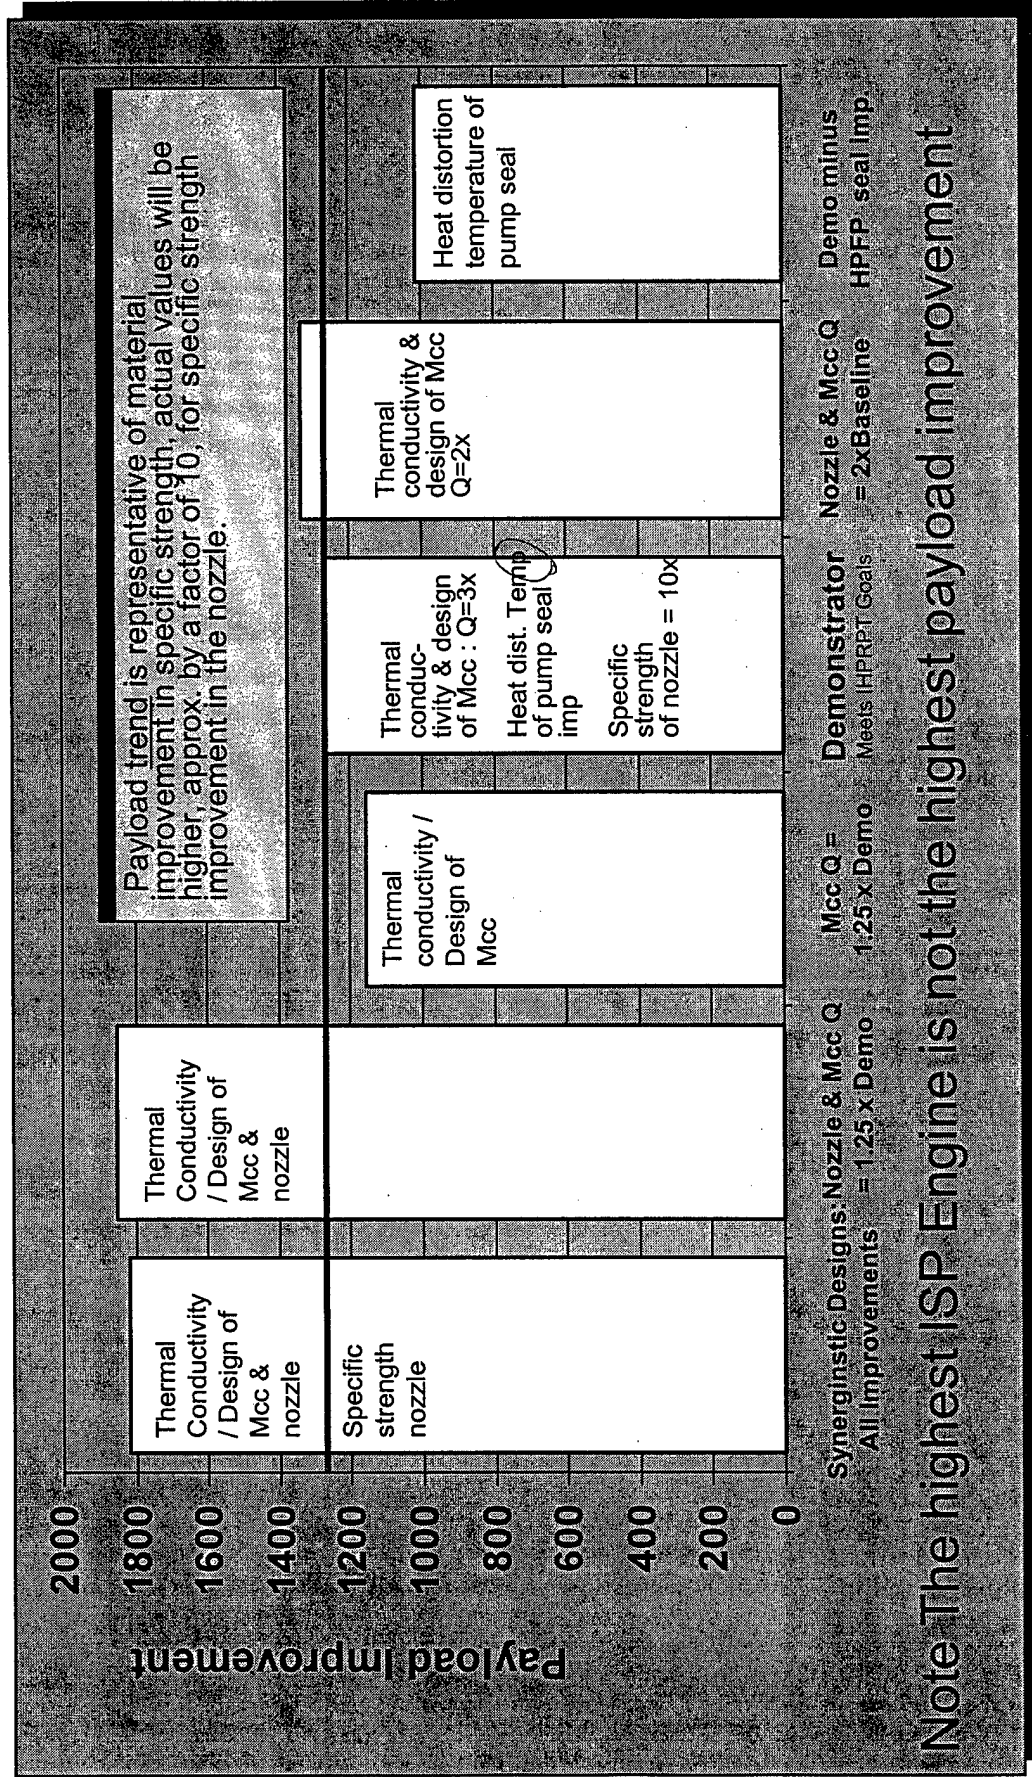 Payload trend is representative of material
improvement in specific strength, actual values will be
higher, approx. by a factor of 10, for specific strength
improvement in the nozzle.
Payload Improvement
2000
1800
1600
1400
1200
1000
800
600
400
200
0
Thermal
Conductivity
/ Design of
Mcc &
nozzle
Specific
strength
nozzle
Thermal
Conductivity
/ Design of
Mcc &
nozzle
Thermal
conductivity /
Design of
Mcc
Thermal
conduc-
tivity & design
of Mcc : Q=3x
Heat dist. Temp
of pump seal
imp
Specific
strength
of nozzle = 10x
Thermal
conductivity &
design of Mcc
Q=2x
Heat distortion
temperature of
pump seal
Synerginstic Designs:
All Improvements
Nozzle & Mcc Q
= 1.25 x Demo
Mcc Q =
1.25 x Demo
Demonstrator
Meets IHPRPT Goals
Nozzle & Mcc Q
= 2xBaseline
Demo minus
HPFP seal Imp.
Note The highest ISP Engine is not the highest payload improvement